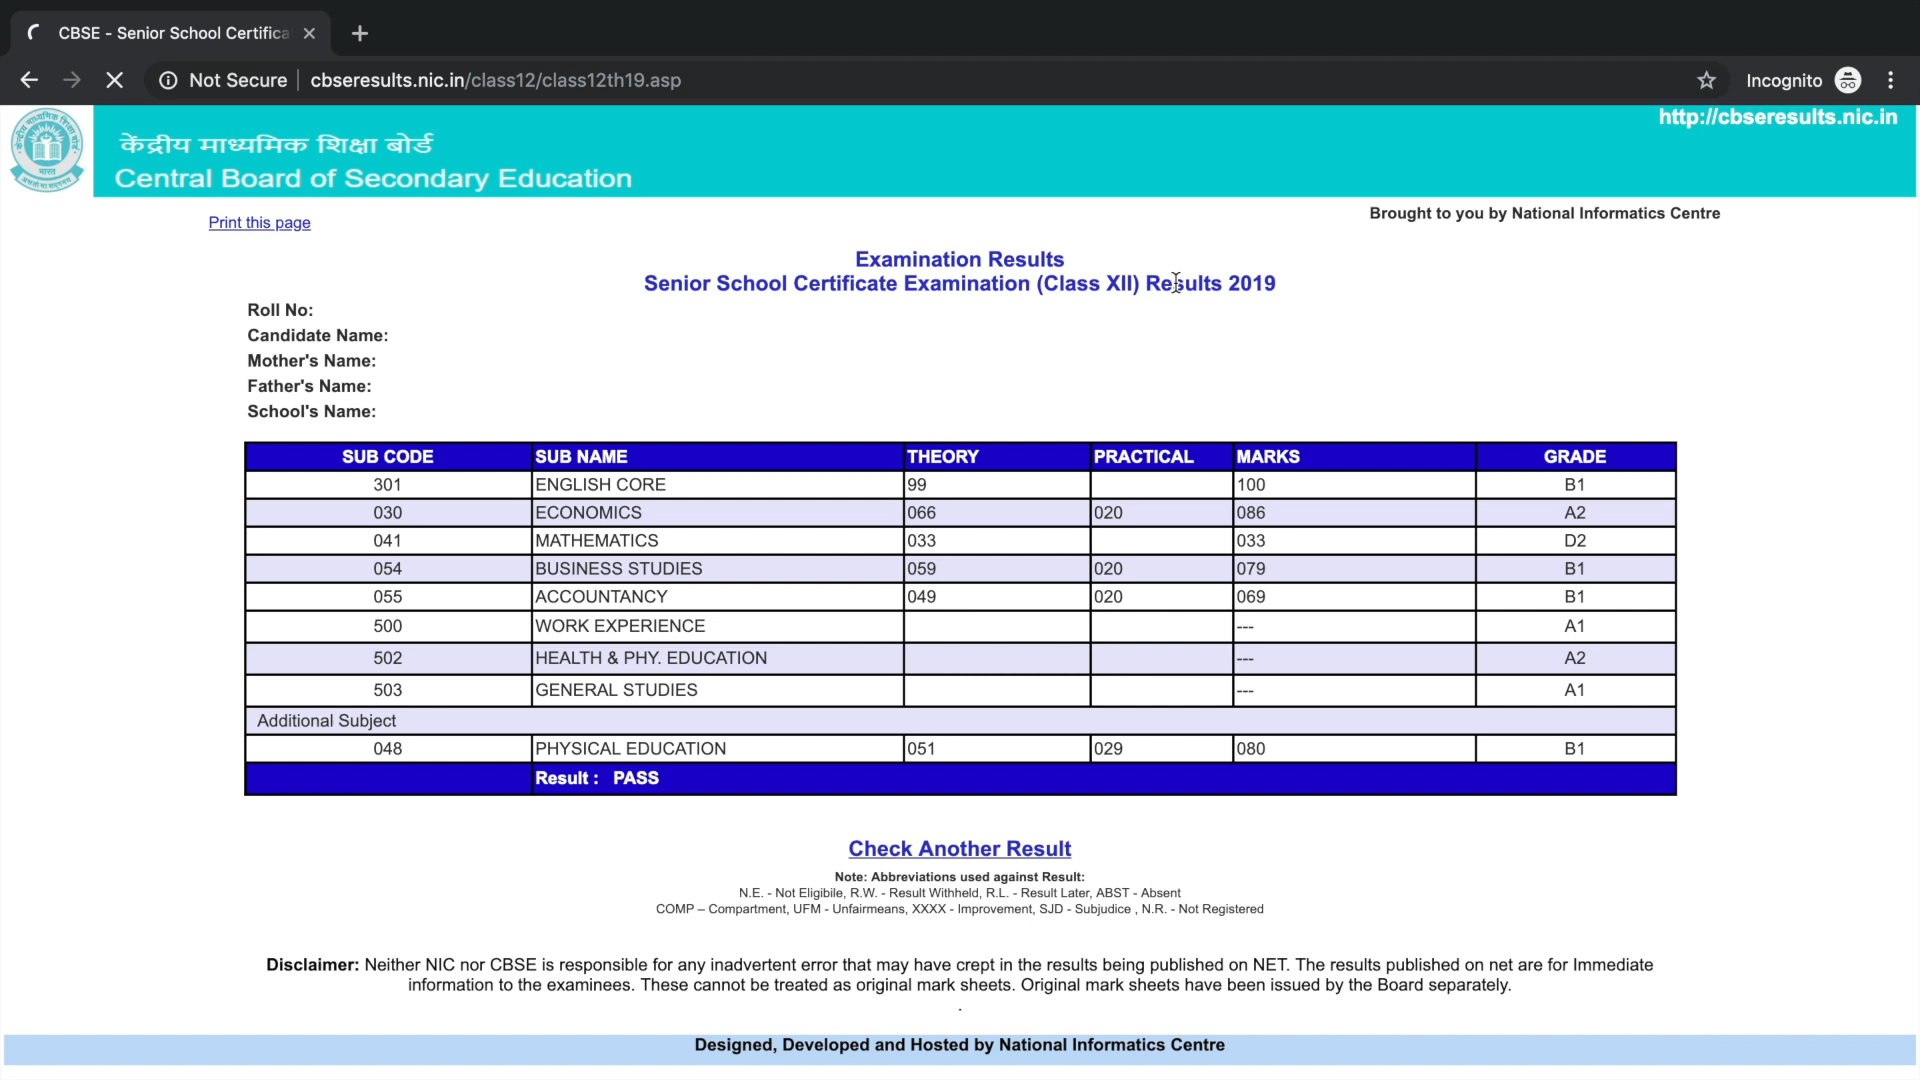 CBSE - Senior School Certifica
Not Secure | cbseresults.nic.in/class12/class12th19.asp Incognito
http://cbseresults.nic.in
केंद्रीय माध्यमिक शिक्षा बोर्ड
Central Board of Secondary Education
भारत
Print this page
Brought to you by National Informatics Centre
Examination Results
Senior School Certificate Examination (Class XII) Results 2019
Roll No:
Candidate Name:
Mother's Name:
Father's Name:
School's Name:
SUB CODE SUB NAME THEORY PRACTICAL MARKS GRADE
301 ENGLISH CORE 99 100 B1
030 ECONOMICS 066 020 086 A2
041 MATHEMATICS 033 033 D2
054 BUSINESS STUDIES 059 020 079 B1
055 ACCOUNTANCY 049 020 069 B1
500 WORK EXPERIENCE --- A1
502 HEALTH & PHY. EDUCATION --- A2
503 GENERAL STUDIES --- A1
Additional Subject
048 PHYSICAL EDUCATION 051 029 080 B1
Result : PASS
Check Another Result
Note: Abbreviations used against Result:
N.E. - Not Eligibile, R.W. - Result Withheld, R.L. - Result Later, ABST - Absent
COMP – Compartment, UFM - Unfairmeans, XXXX - Improvement, SJD - Subjudice , N.R. - Not Registered
Disclaimer: Neither NIC nor CBSE is responsible for any inadvertent error that may have crept in the results being published on NET. The results published on net are for Immediate
information to the examinees. These cannot be treated as original mark sheets. Original mark sheets have been issued by the Board separately.
.
Designed, Developed and Hosted by National Informatics Centre